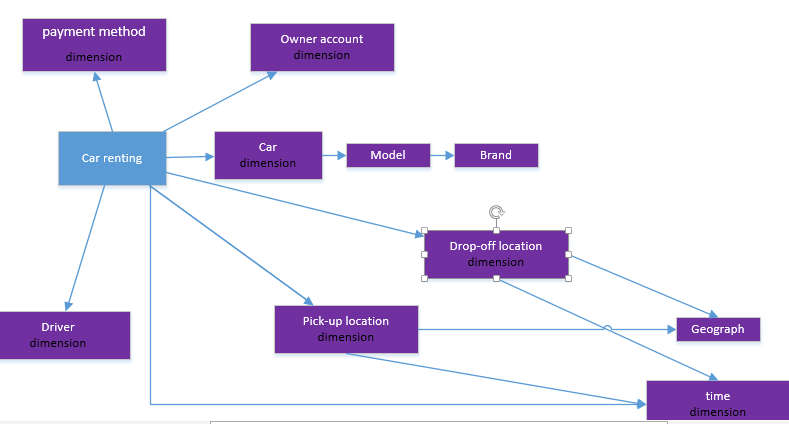 payment method
dimension
Owner account
dimension
Car renting
Car
dimension
Model
Brand
Drop-off location
dimension
Driver
dimension
Pick-up location
dimension
Geograph
time
dimension